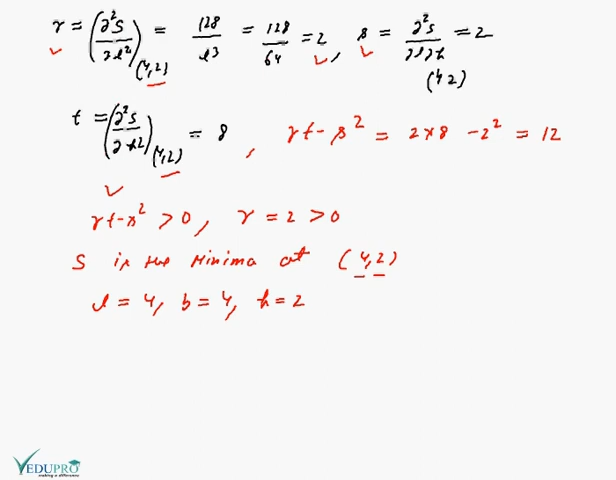 r = (∂²S/∂l²)(4,2) = 128/l³ = 128/64 = 2, s = ∂²s/∂l∂h = 2 (4 2)
t = (∂²s/∂h2)(4,2) = 8, rt - s² = 2×8 - 2² = 12
rt-s² > 0, r = 2 > 0
S is the Minima at (4,2)
l = 4, b = 4, h = 2
VEDUPRO
making a difference